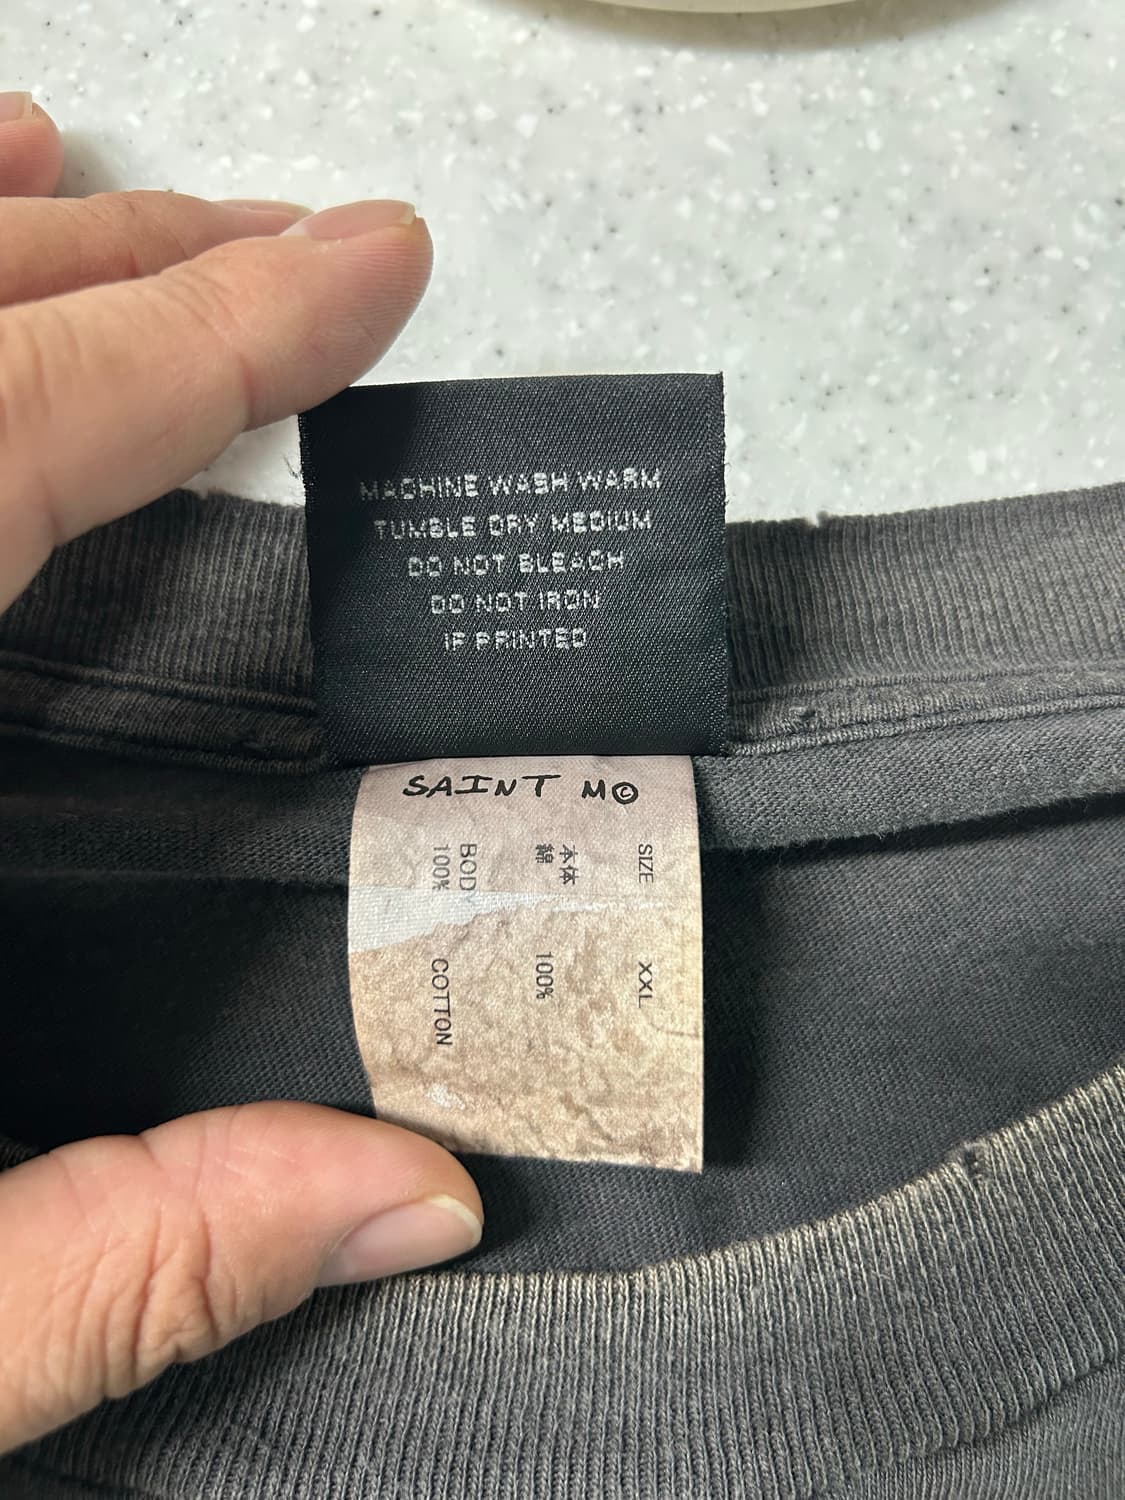 MACHINE WASH WARM
TUMBLE DRY MEDIUM
DO NOT BLEACH
DO NOT IRON
IF PRINTED
SAINT M©
SIZE XXL
本体
綿 100%
BODY
100% COTTON